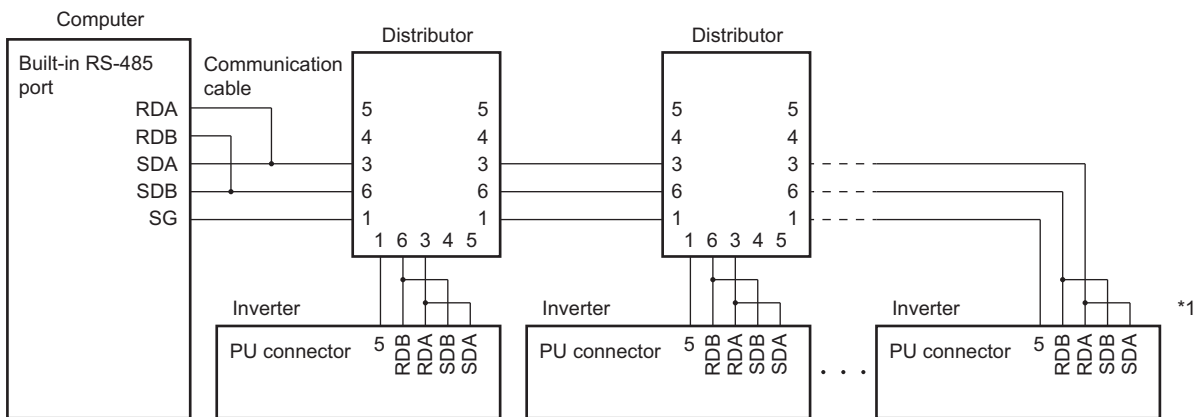 Computer
Built-in RS-485
port
Communication
cable
Distributor
Distributor
RDA
RDB
SDA
SDB
SG
5
4
3
6
1
5
4
3
6
1
1 6 3 4 5
5
4
3
6
1
5
4
3
6
1
1 6 3 4 5
Inverter
PU connector
5
RDB
RDA
SDB
SDA
Inverter
PU connector
5
RDB
RDA
SDB
SDA
. . .
Inverter
PU connector
5
RDB
RDA
SDB
SDA
*1